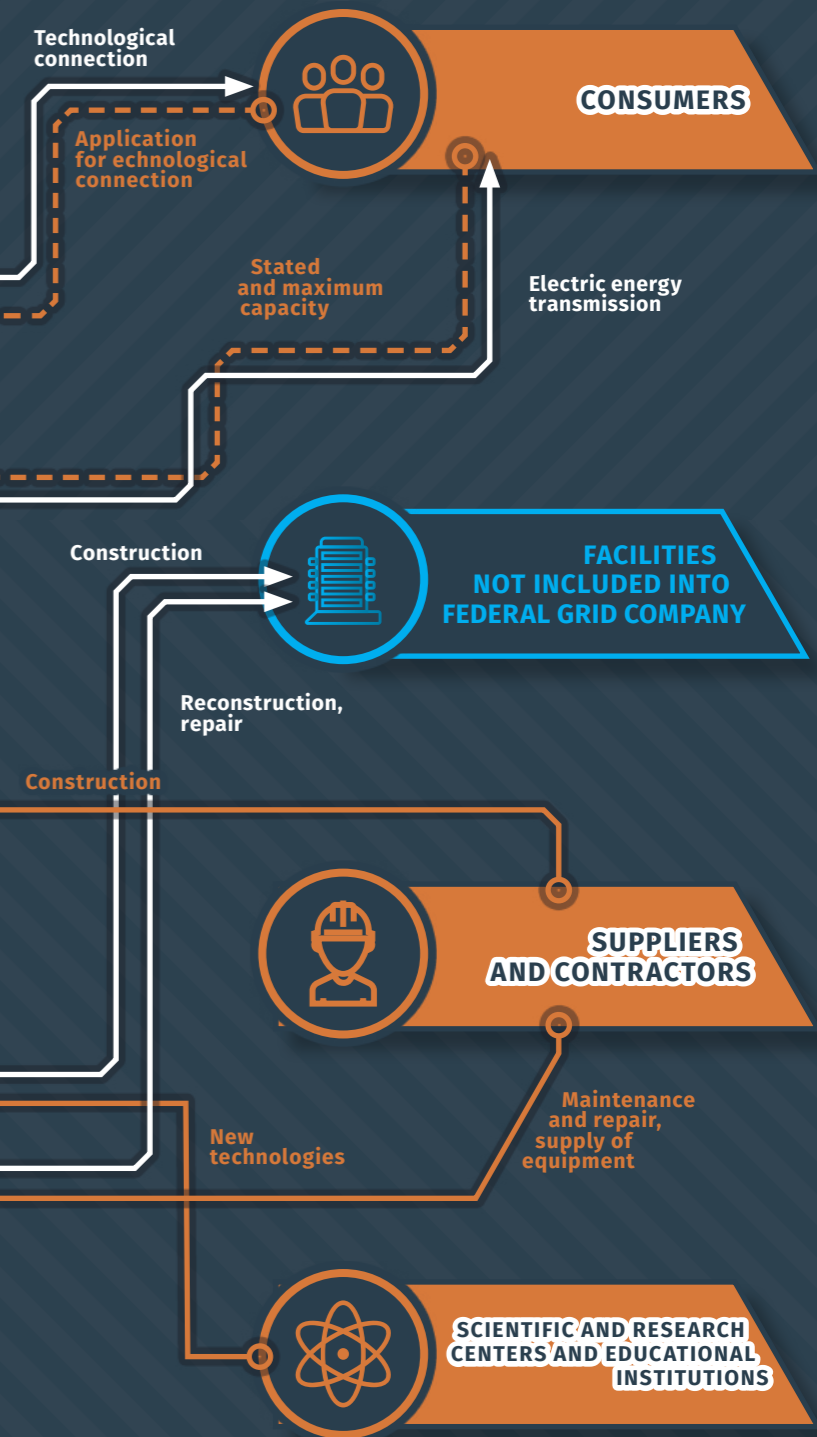 Technological
connection
CONSUMERS
Application
for echnological
connection
Stated
and maximum
capacity
Electric energy
transmission
Construction
FACILITIES
NOT INCLUDED INTO
FEDERAL GRID COMPANY
Reconstruction,
repair
Construction
SUPPLIERS
AND CONTRACTORS
Maintenance
and repair,
supply of
equipment
New
technologies
SCIENTIFIC AND RESEARCH
CENTERS AND EDUCATIONAL
INSTITUTIONS